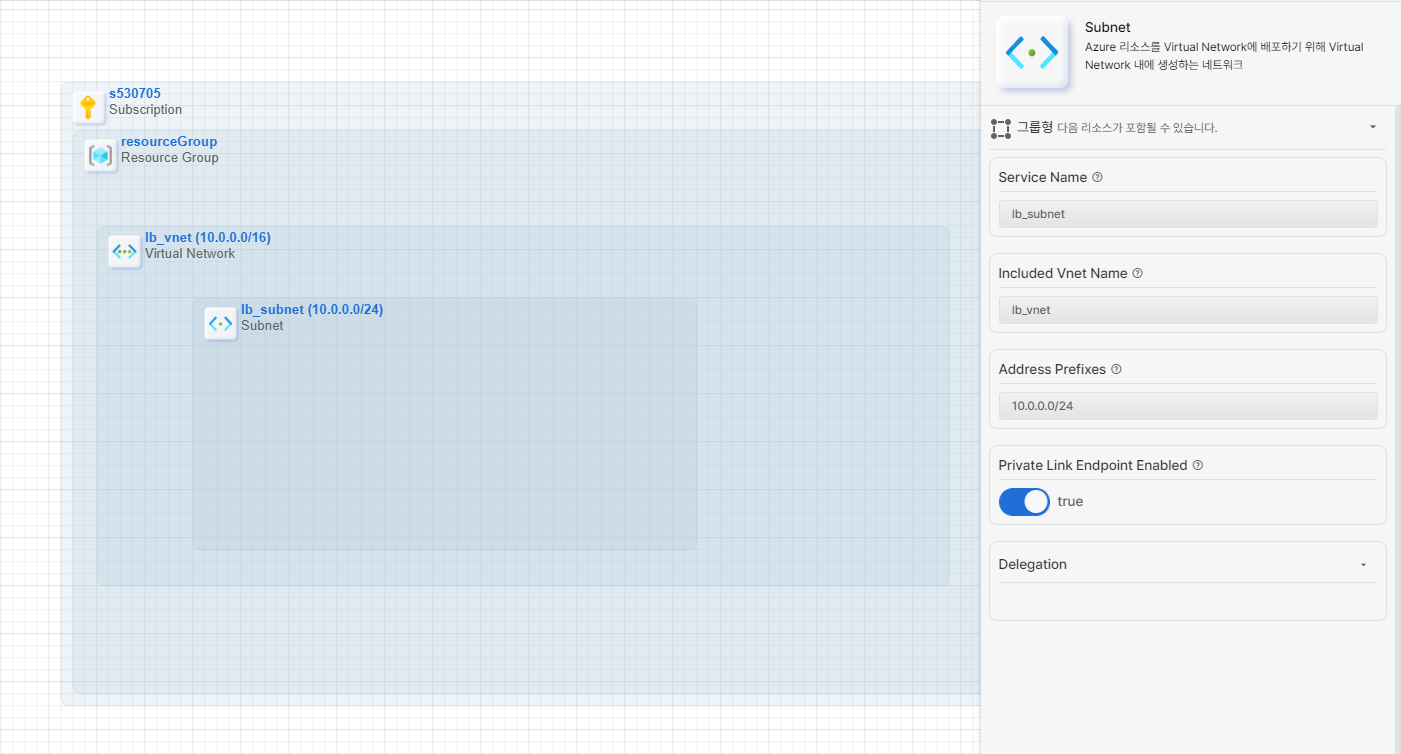 s530705
Subscription
resourceGroup
Resource Group
lb_vnet (10.0.0.0/16)
Virtual Network
lb_subnet (10.0.0.0/24)
Subnet
Subnet
Azure 리소스를 Virtual Network에 배포하기 위해 Virtual
Network 내에 생성하는 네트워크
그룹형 다음 리소스가 포함될 수 있습니다.
Service Name
lb_subnet
Included Vnet Name
lb_vnet
Address Prefixes
10.0.0.0/24
Private Link Endpoint Enabled
true
Delegation